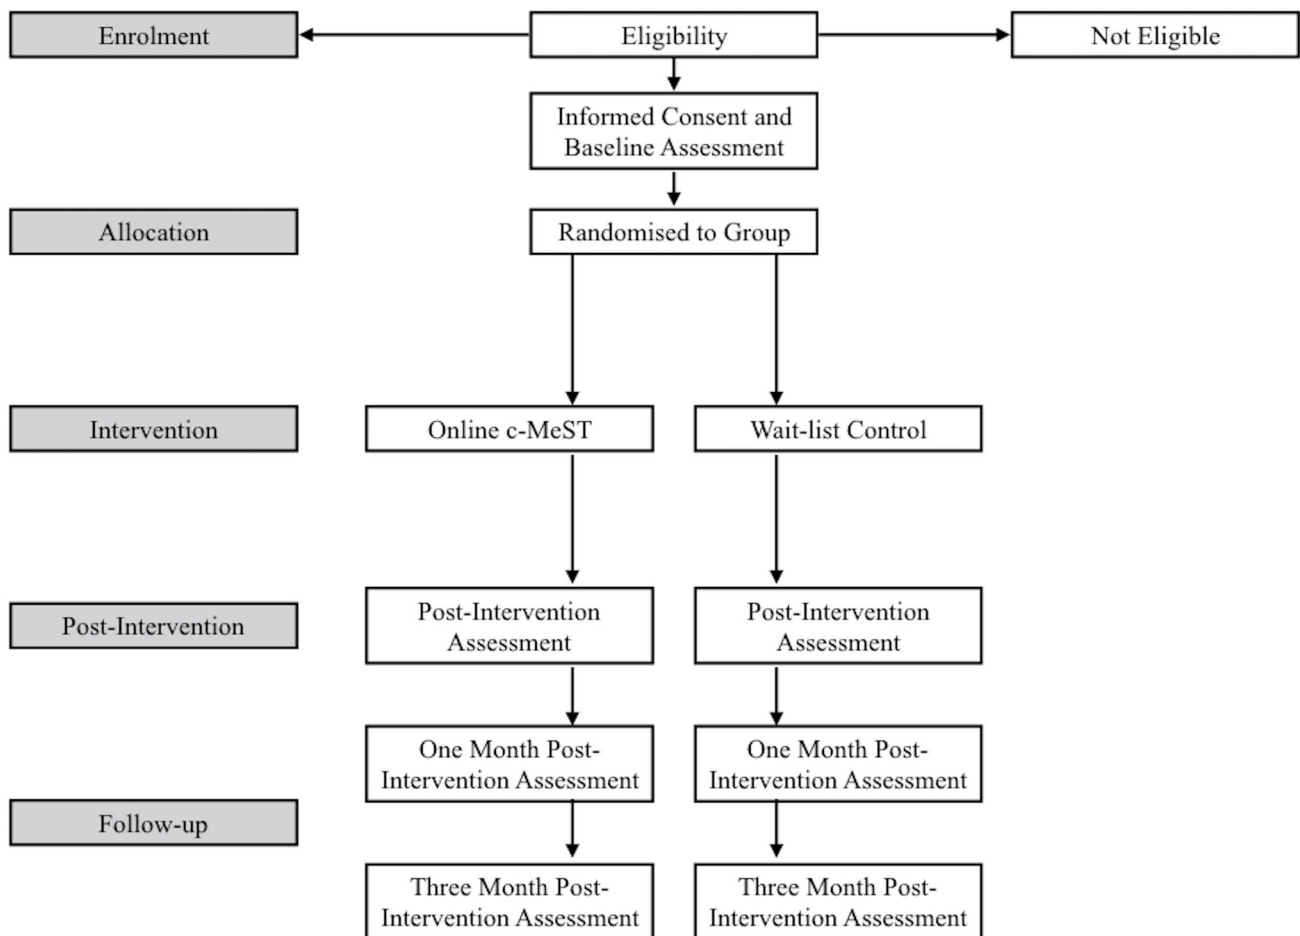 Enrolment
Eligibility
Not Eligible
Informed Consent and
Baseline Assessment
Allocation
Randomised to Group
Intervention
Online c-MeST
Wait-list Control
Post-Intervention
Post-Intervention
Assessment
Post-Intervention
Assessment
One Month Post-
Intervention Assessment
One Month Post-
Intervention Assessment
Follow-up
Three Month Post-
Intervention Assessment
Three Month Post-
Intervention Assessment